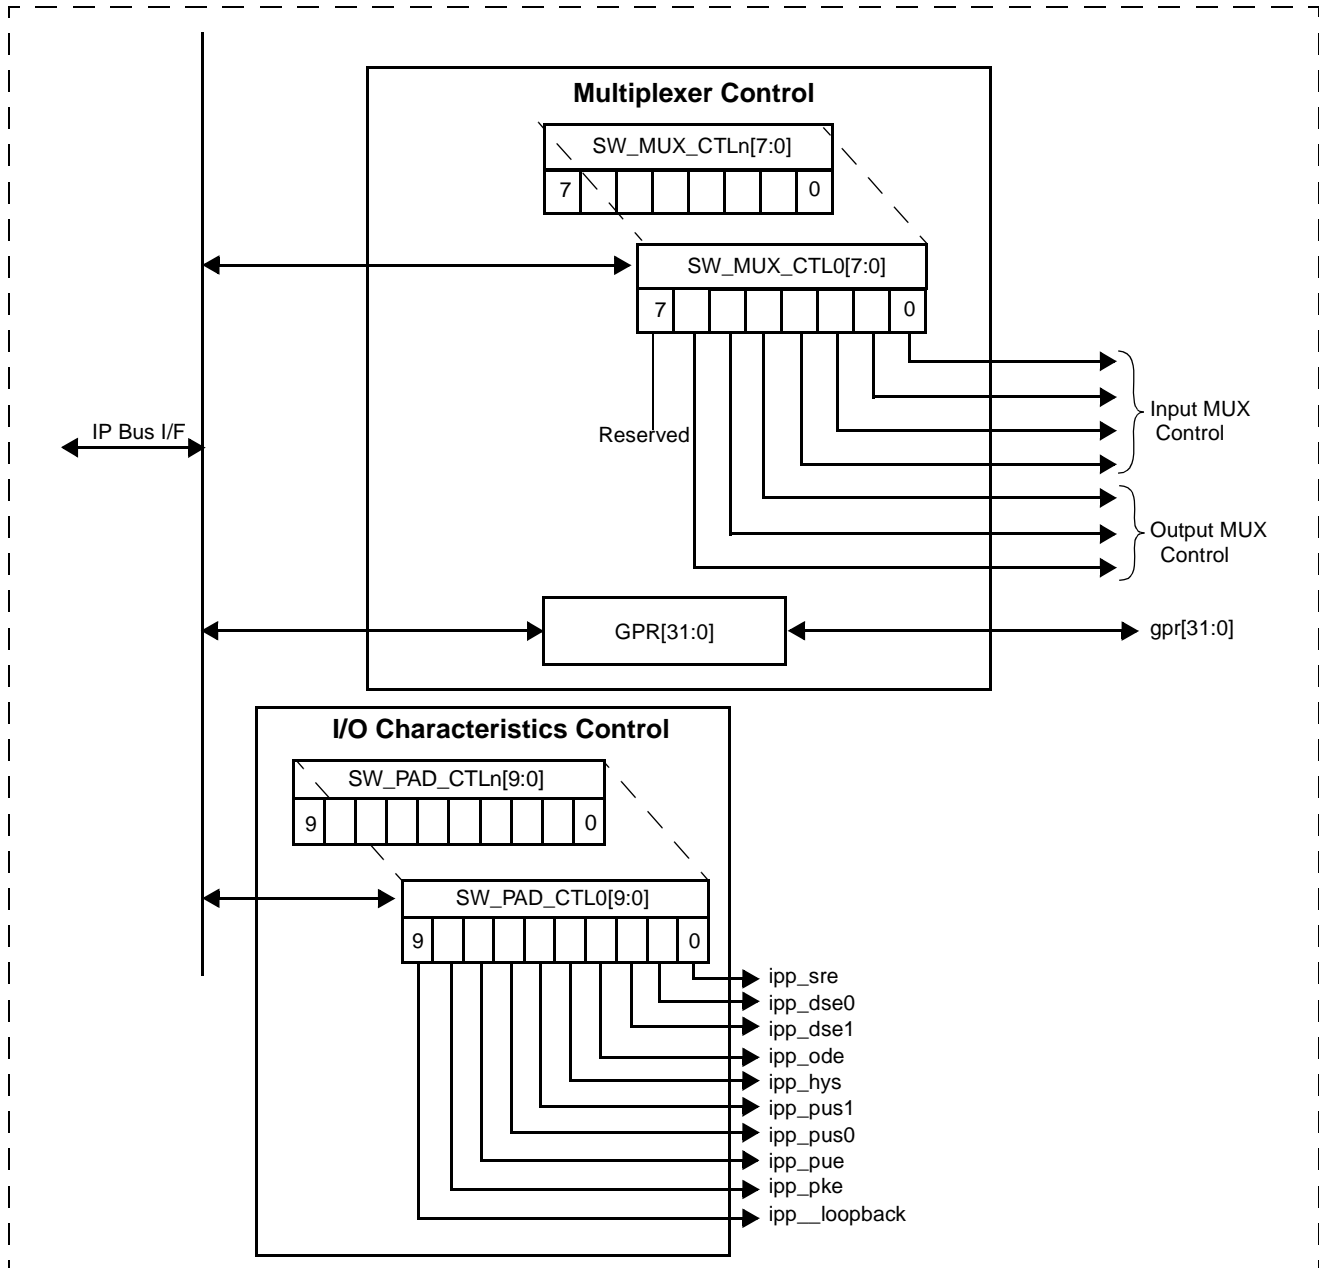 Multiplexer Control
SW_MUX_CTLn[7:0]
7
0
SW_MUX_CTL0[7:0]
7
0
Reserved
Input MUX
Control
IP Bus I/F
Output MUX
Control
GPR[31:0]
gpr[31:0]
I/O Characteristics Control
SW_PAD_CTLn[9:0]
9
0
SW_PAD_CTL0[9:0]
9
0
ipp_sre
ipp_dse0
ipp_dse1
ipp_ode
ipp_hys
ipp_pus1
ipp_pus0
ipp_pue
ipp_pke
ipp__loopback